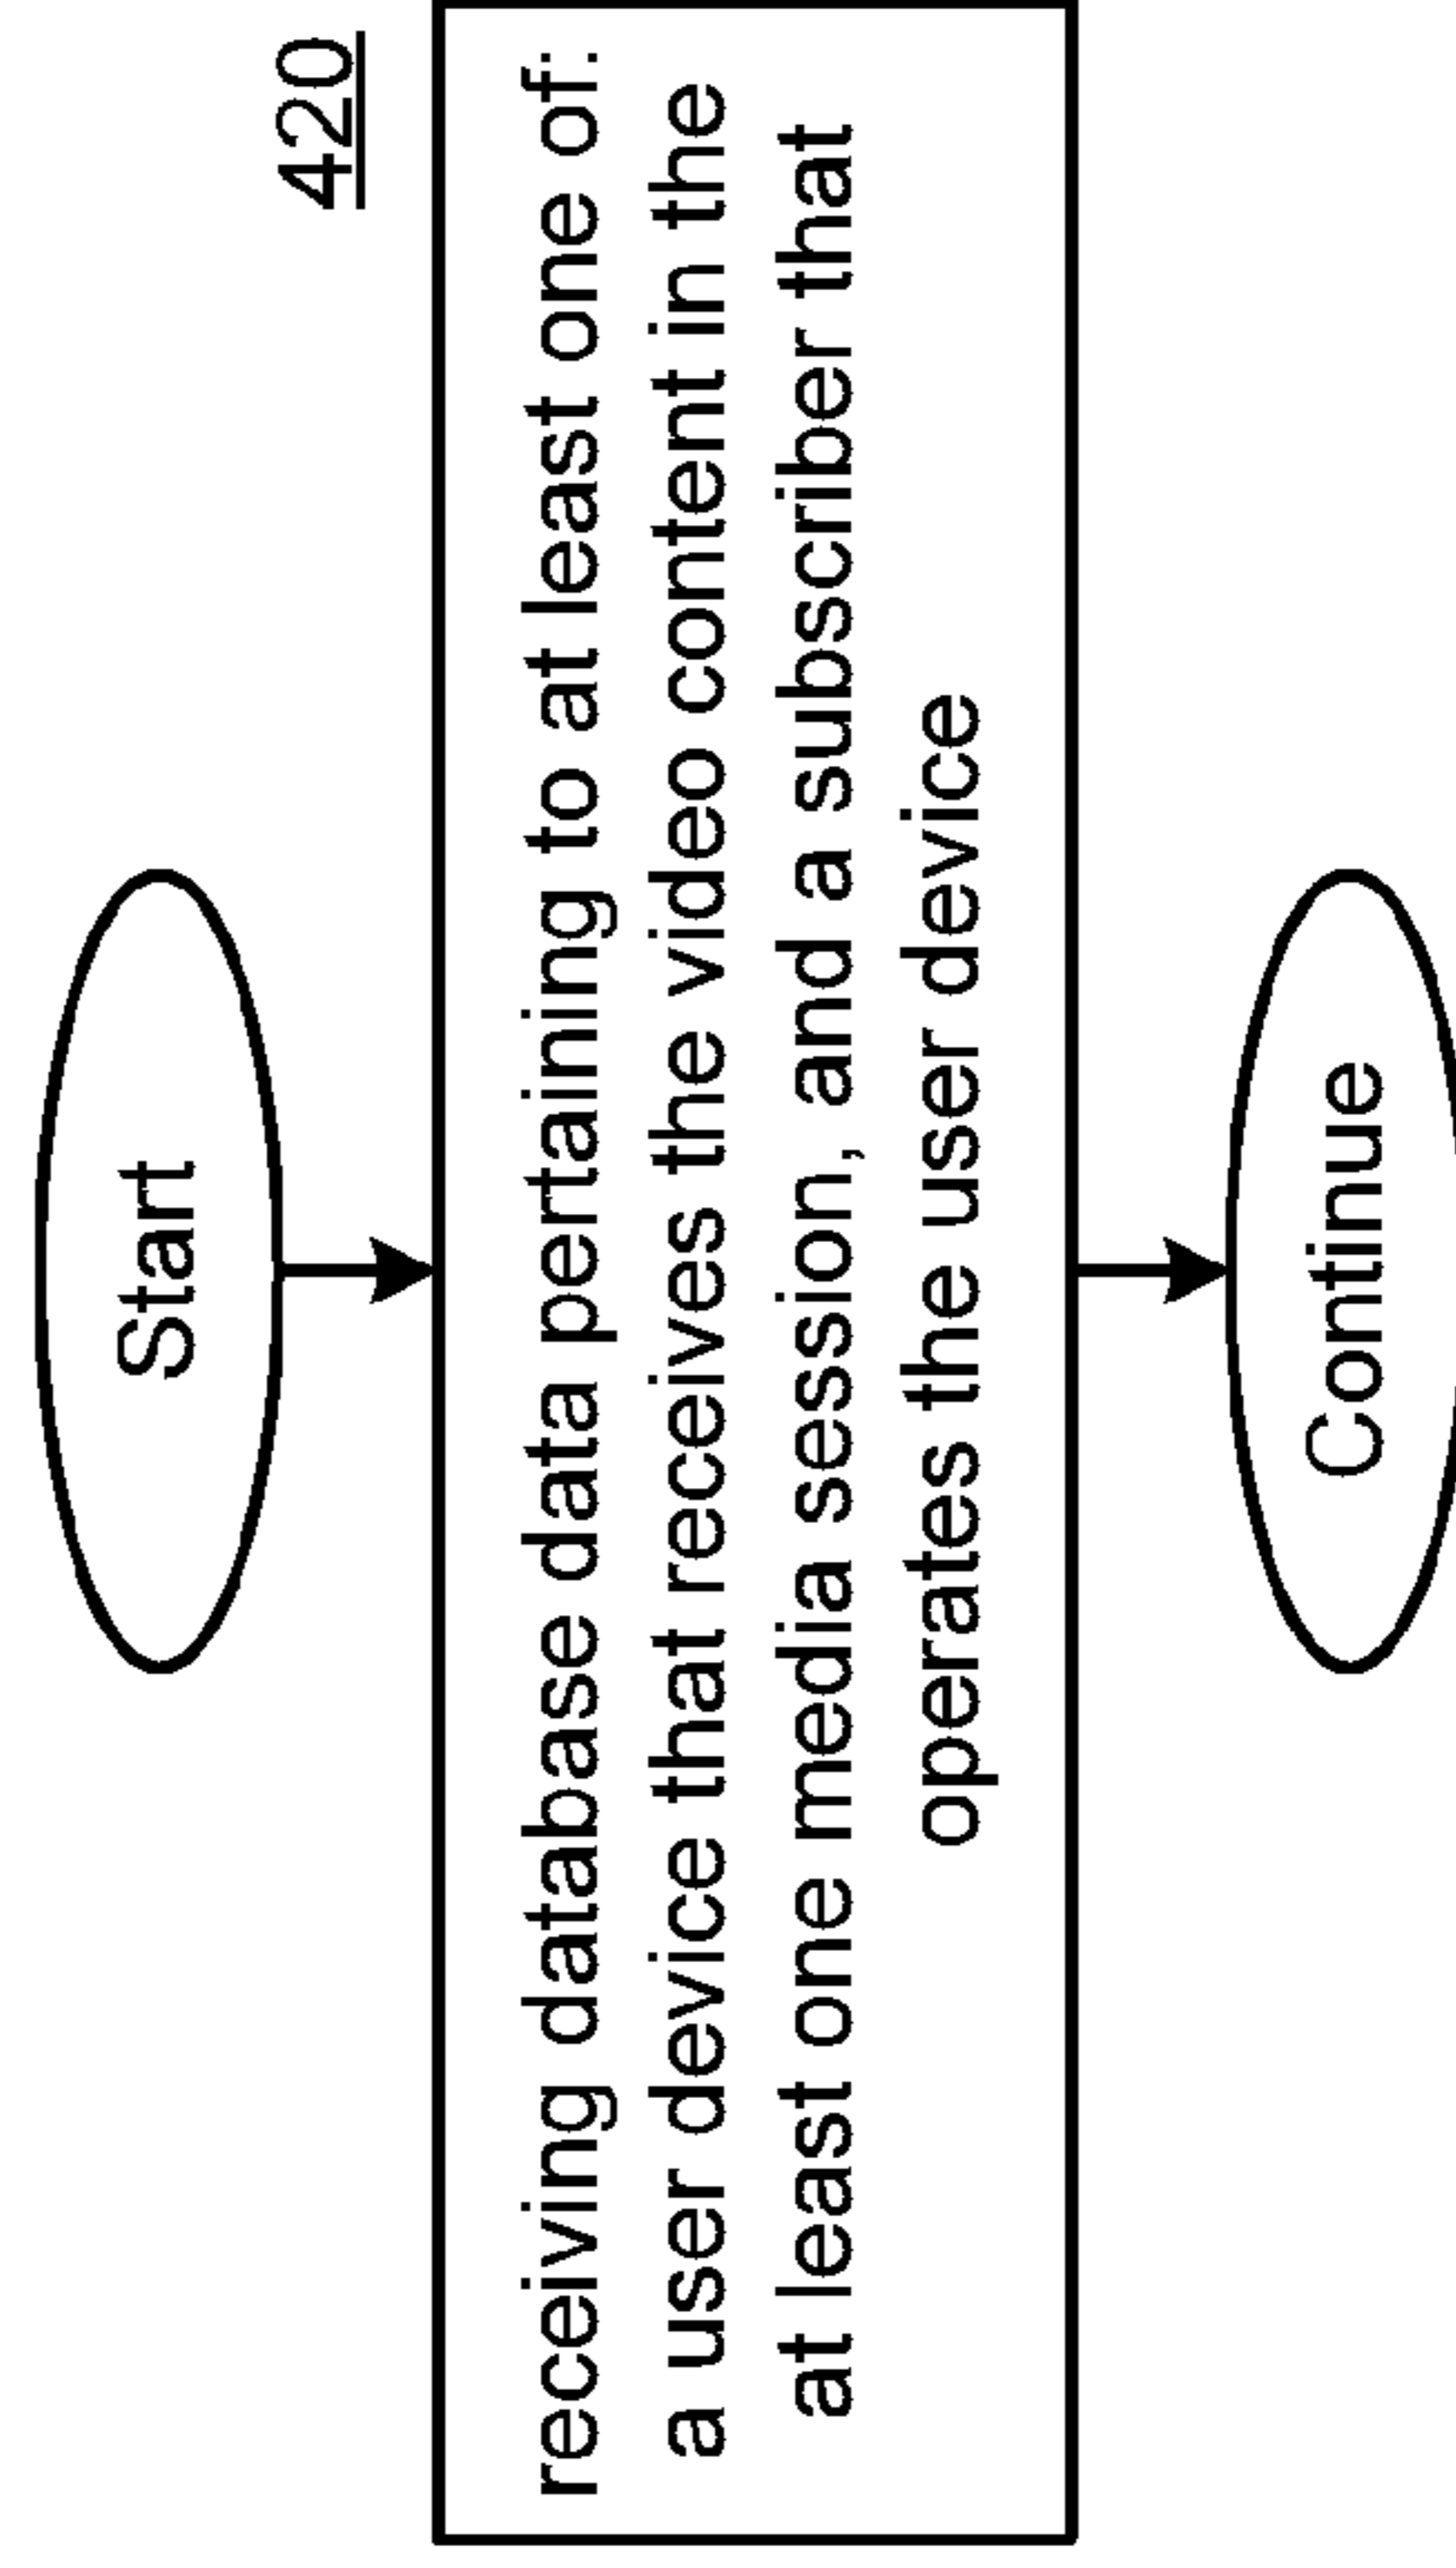 Start
420
receiving database data pertaining to at least one of:
a user device that receives the video content in the
at least one media session, and a subscriber that
operates the user device
Continue